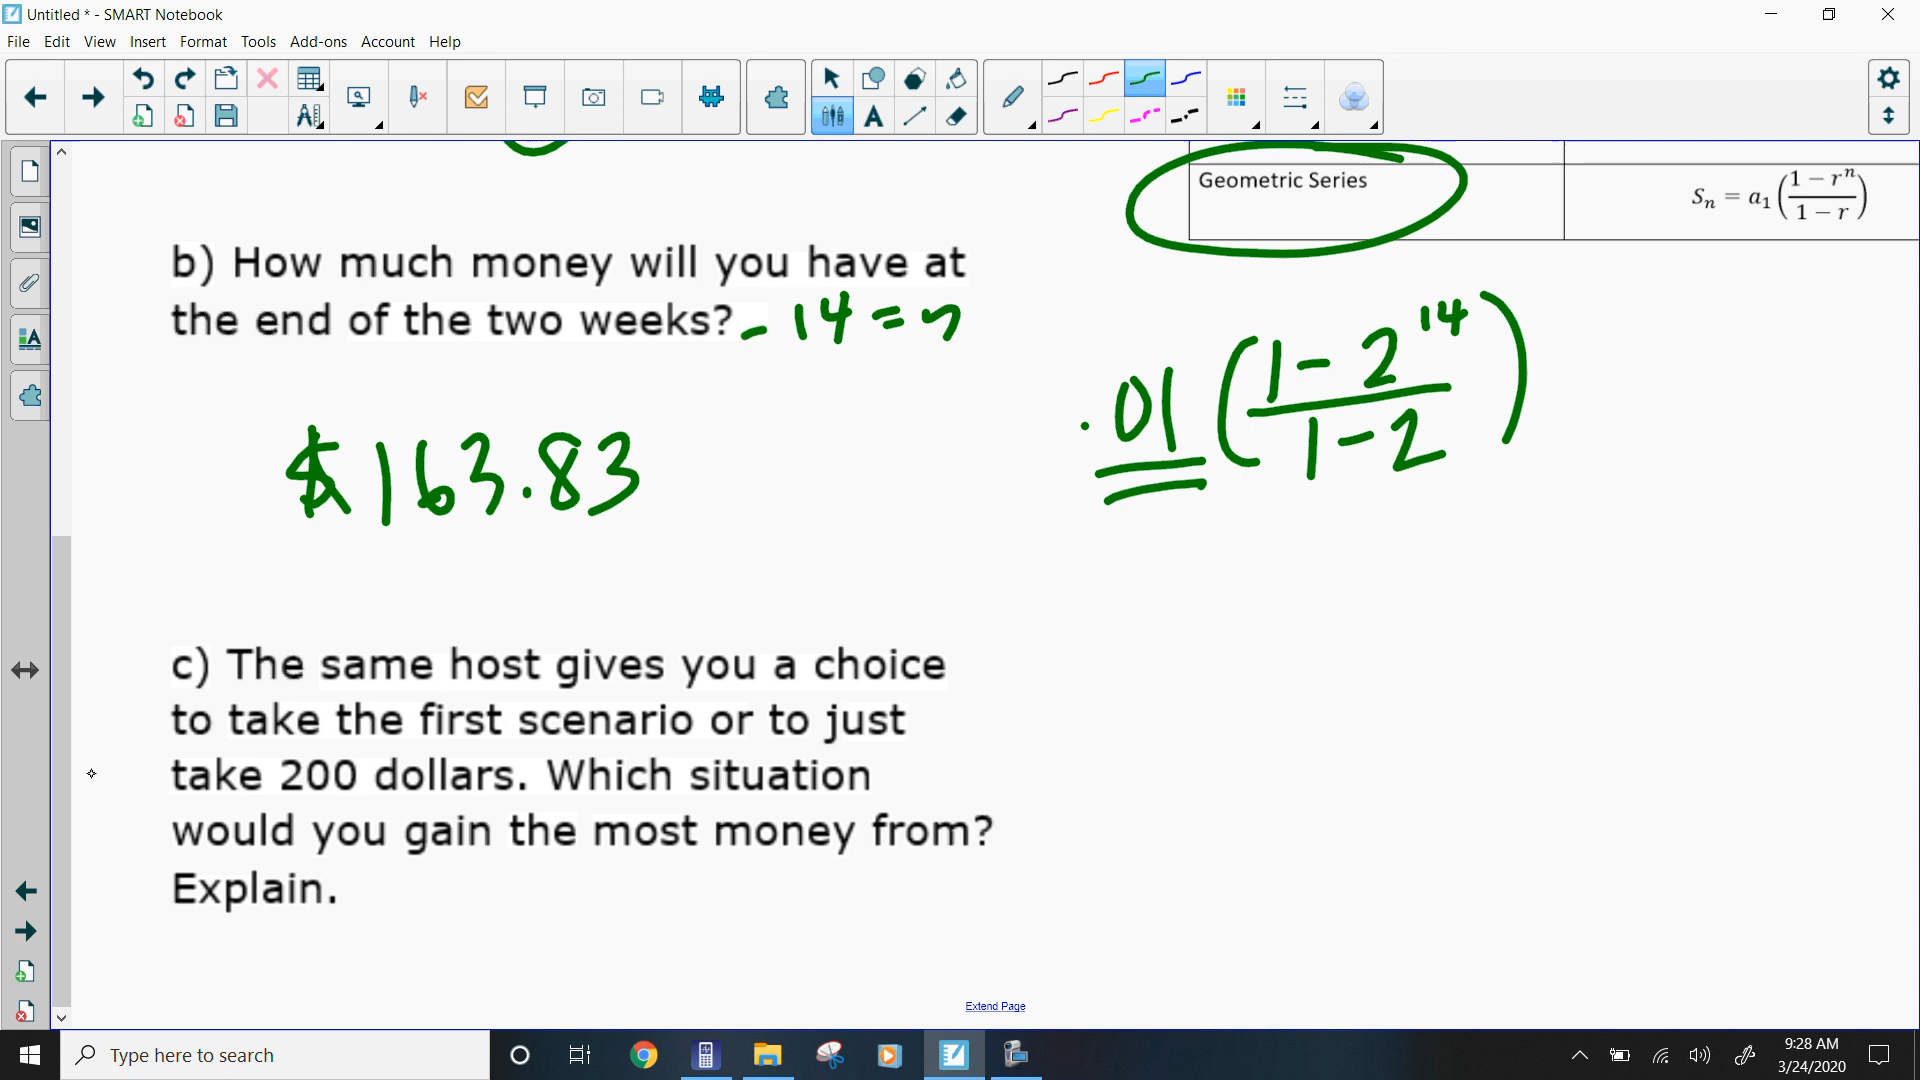 Untitled * - SMART Notebook
File Edit View Insert Format Tools Add-ons Account Help
Geometric Series
Sₙ = a₁ ((1 − rⁿ)/(1 − r))
b) How much money will you have at
the end of the two weeks? - 14 = n
.01 ((1 - 2¹⁴)/(1 - 2))
$163.83
c) The same host gives you a choice
to take the first scenario or to just
take 200 dollars. Which situation
would you gain the most money from?
Explain.
Extend Page
Type here to search
9:28 AM
3/24/2020